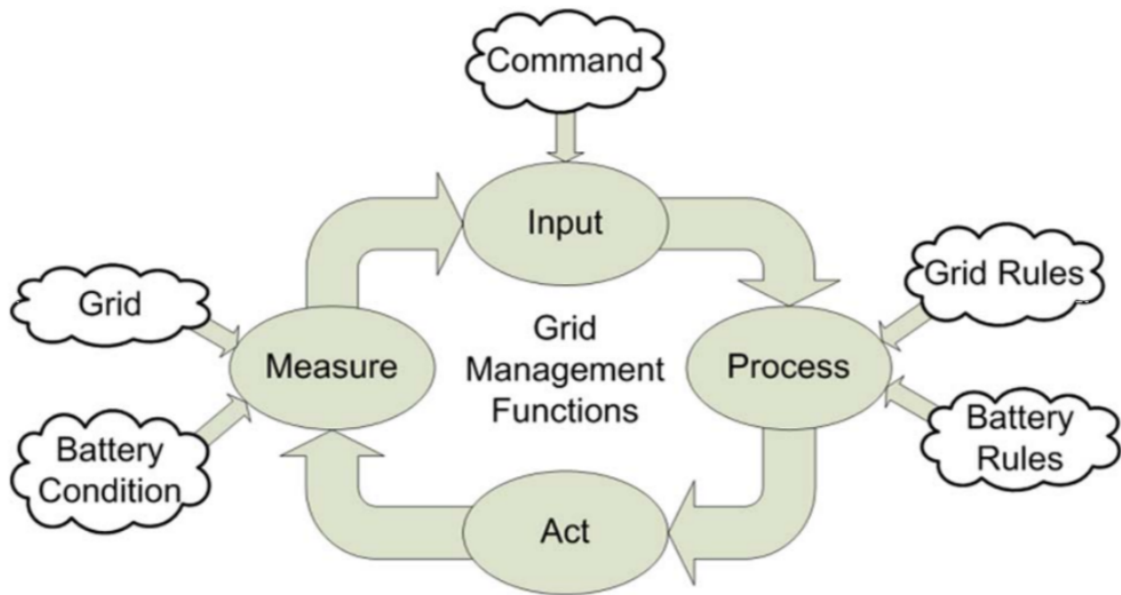 Command
Input
Grid Rules
Grid
Grid
Management
Functions
Measure
Process
Battery
Condition
Battery
Rules
Act